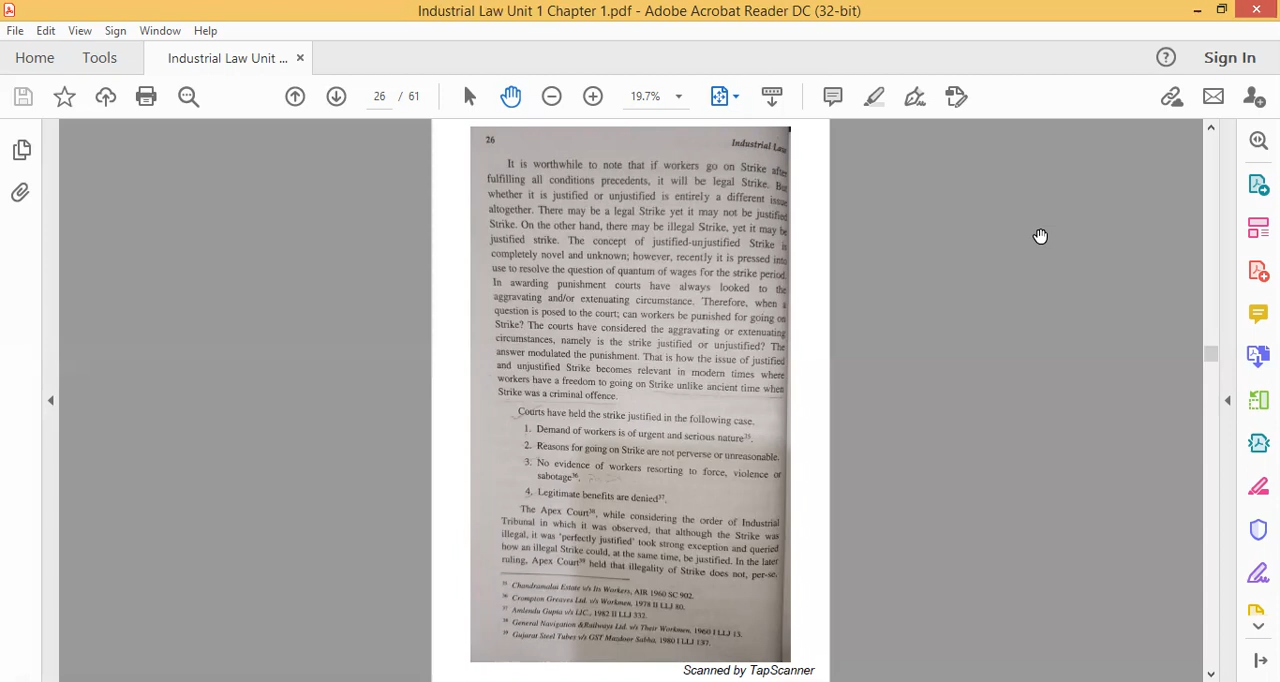 Industrial Law Unit 1 Chapter 1.pdf - Adobe Acrobat Reader DC (32-bit)
File Edit View Sign Window Help
Home Tools Industrial Law Unit ... × Sign In
26 / 61 19.7%
26 Industrial Law
It is worthwhile to note that if workers go on Strike after
fulfilling all conditions precedents, it will be legal Strike. Bu
whether it is justified or unjustified is entirely a different issue
altogether. There may be a legal Strike yet it may not be justified
Strike. On the other hand, there may be illegal Strike, yet it may be
justified strike. The concept of justified-unjustified Strike is
completely novel and unknown; however, recently it is pressed into
use to resolve the question of quantum of wages for the strike period.
In awarding punishment courts have always looked to the
aggravating and/or extenuating circumstance. Therefore, when a
question is posed to the court; can workers be punished for going on
Strike? The courts have considered the aggravating or extenuating
circumstances, namely is the strike justified or unjustified? The
answer modulated the punishment. That is how the issue of justified
and unjustified Strike becomes relevant in modern times where
workers have a freedom to going on Strike unlike ancient time when
Strike was a criminal offence.
Courts have held the strike justified in the following case.
1. Demand of workers is of urgent and serious nature35.
2. Reasons for going on Strike are not perverse or unreasonable.
3. No evidence of workers resorting to force, violence or
sabotage36.
4. Legitimate benefits are denied37.
The Apex Court38, while considering the order of Industrial
Tribunal in which it was observed, that although the Strike was
illegal, it was 'perfectly justified' took strong exception and queried
how an illegal Strike could, at the same time, be justified. In the later
ruling, Apex Court39 held that illegality of Strike does not, per-se,
35 Chandramalai Estate v/s Its Workers, AIR 1960 SC 902.
36 Crompton Greaves Ltd. v/s Workmen, 1978 II LLJ 80.
37 Amlendu Gupta v/s LIC., 1982 II LLJ 332.
38 General Navigation &Railways Ltd. v/s Their Workmen, 1960 I LLJ 13.
39 Gujarat Steel Tubes v/s GST Mazdoor Sabha, 1980 I LLJ 137.
Scanned by TapScanner